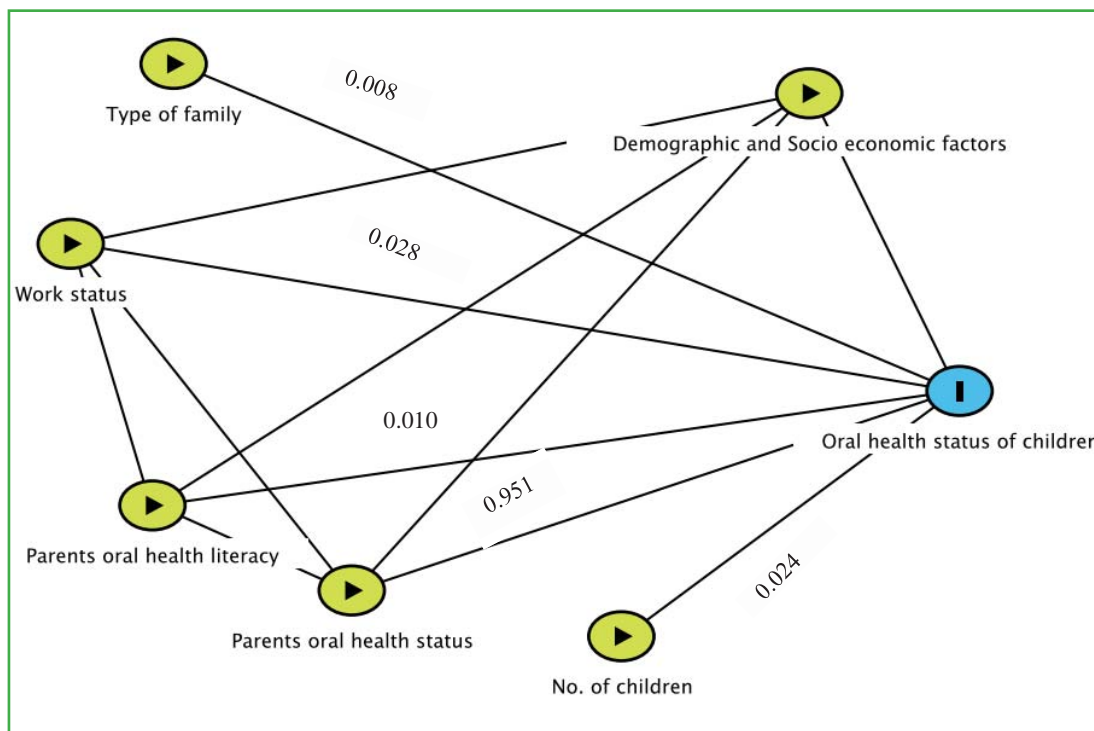 0.008
Type of family
Demographic and Socio economic factors
0.028
Work status
0.010
Oral health status of children
0.951
Parents oral health literacy
0.024
Parents oral health status
No. of children